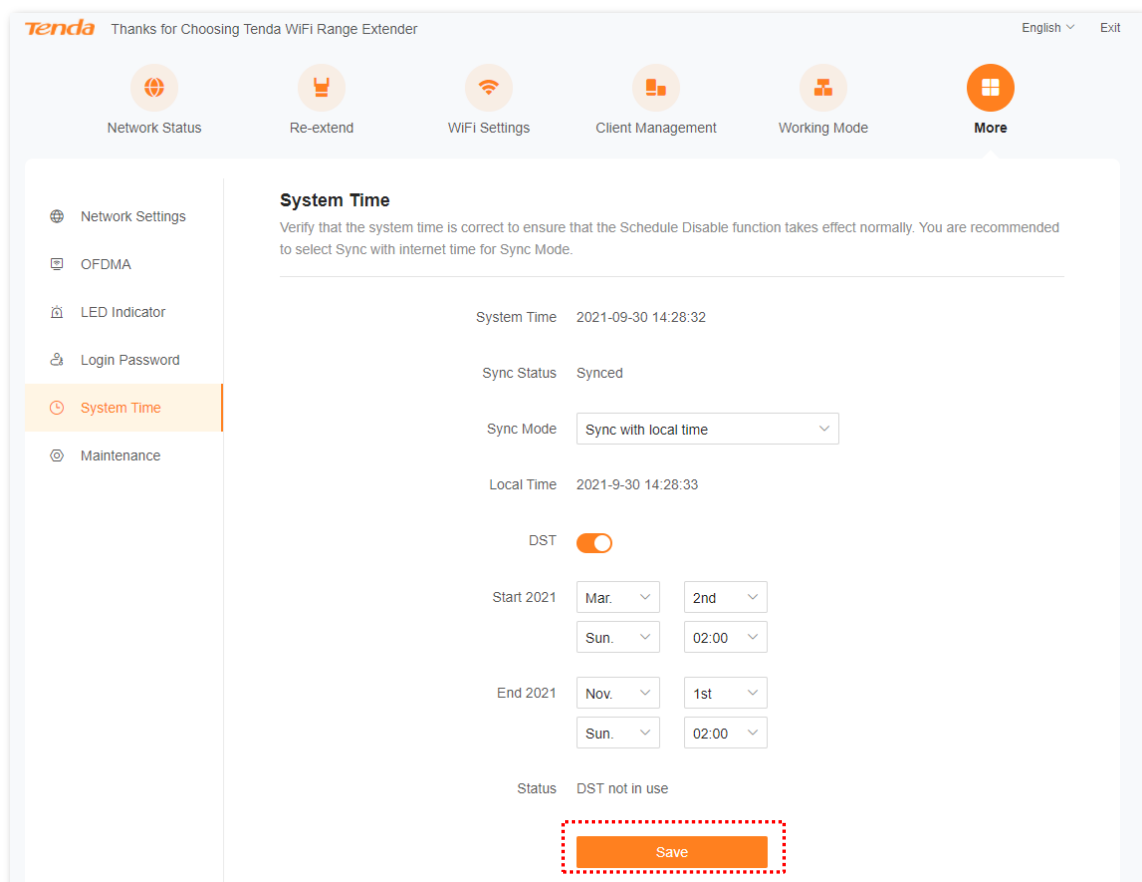 Tenda Thanks for Choosing Tenda WiFi Range Extender English Exit
Network Status Re-extend WiFi Settings Client Management Working Mode More
Network Settings
OFDMA
LED Indicator
Login Password
System Time
Maintenance
System Time
Verify that the system time is correct to ensure that the Schedule Disable function takes effect normally. You are recommended
to select Sync with internet time for Sync Mode.
System Time 2021-09-30 14:28:32
Sync Status Synced
Sync Mode Sync with local time
Local Time 2021-9-30 14:28:33
DST
Start 2021 Mar. 2nd
Sun. 02:00
End 2021 Nov. 1st
Sun. 02:00
Status DST not in use
Save